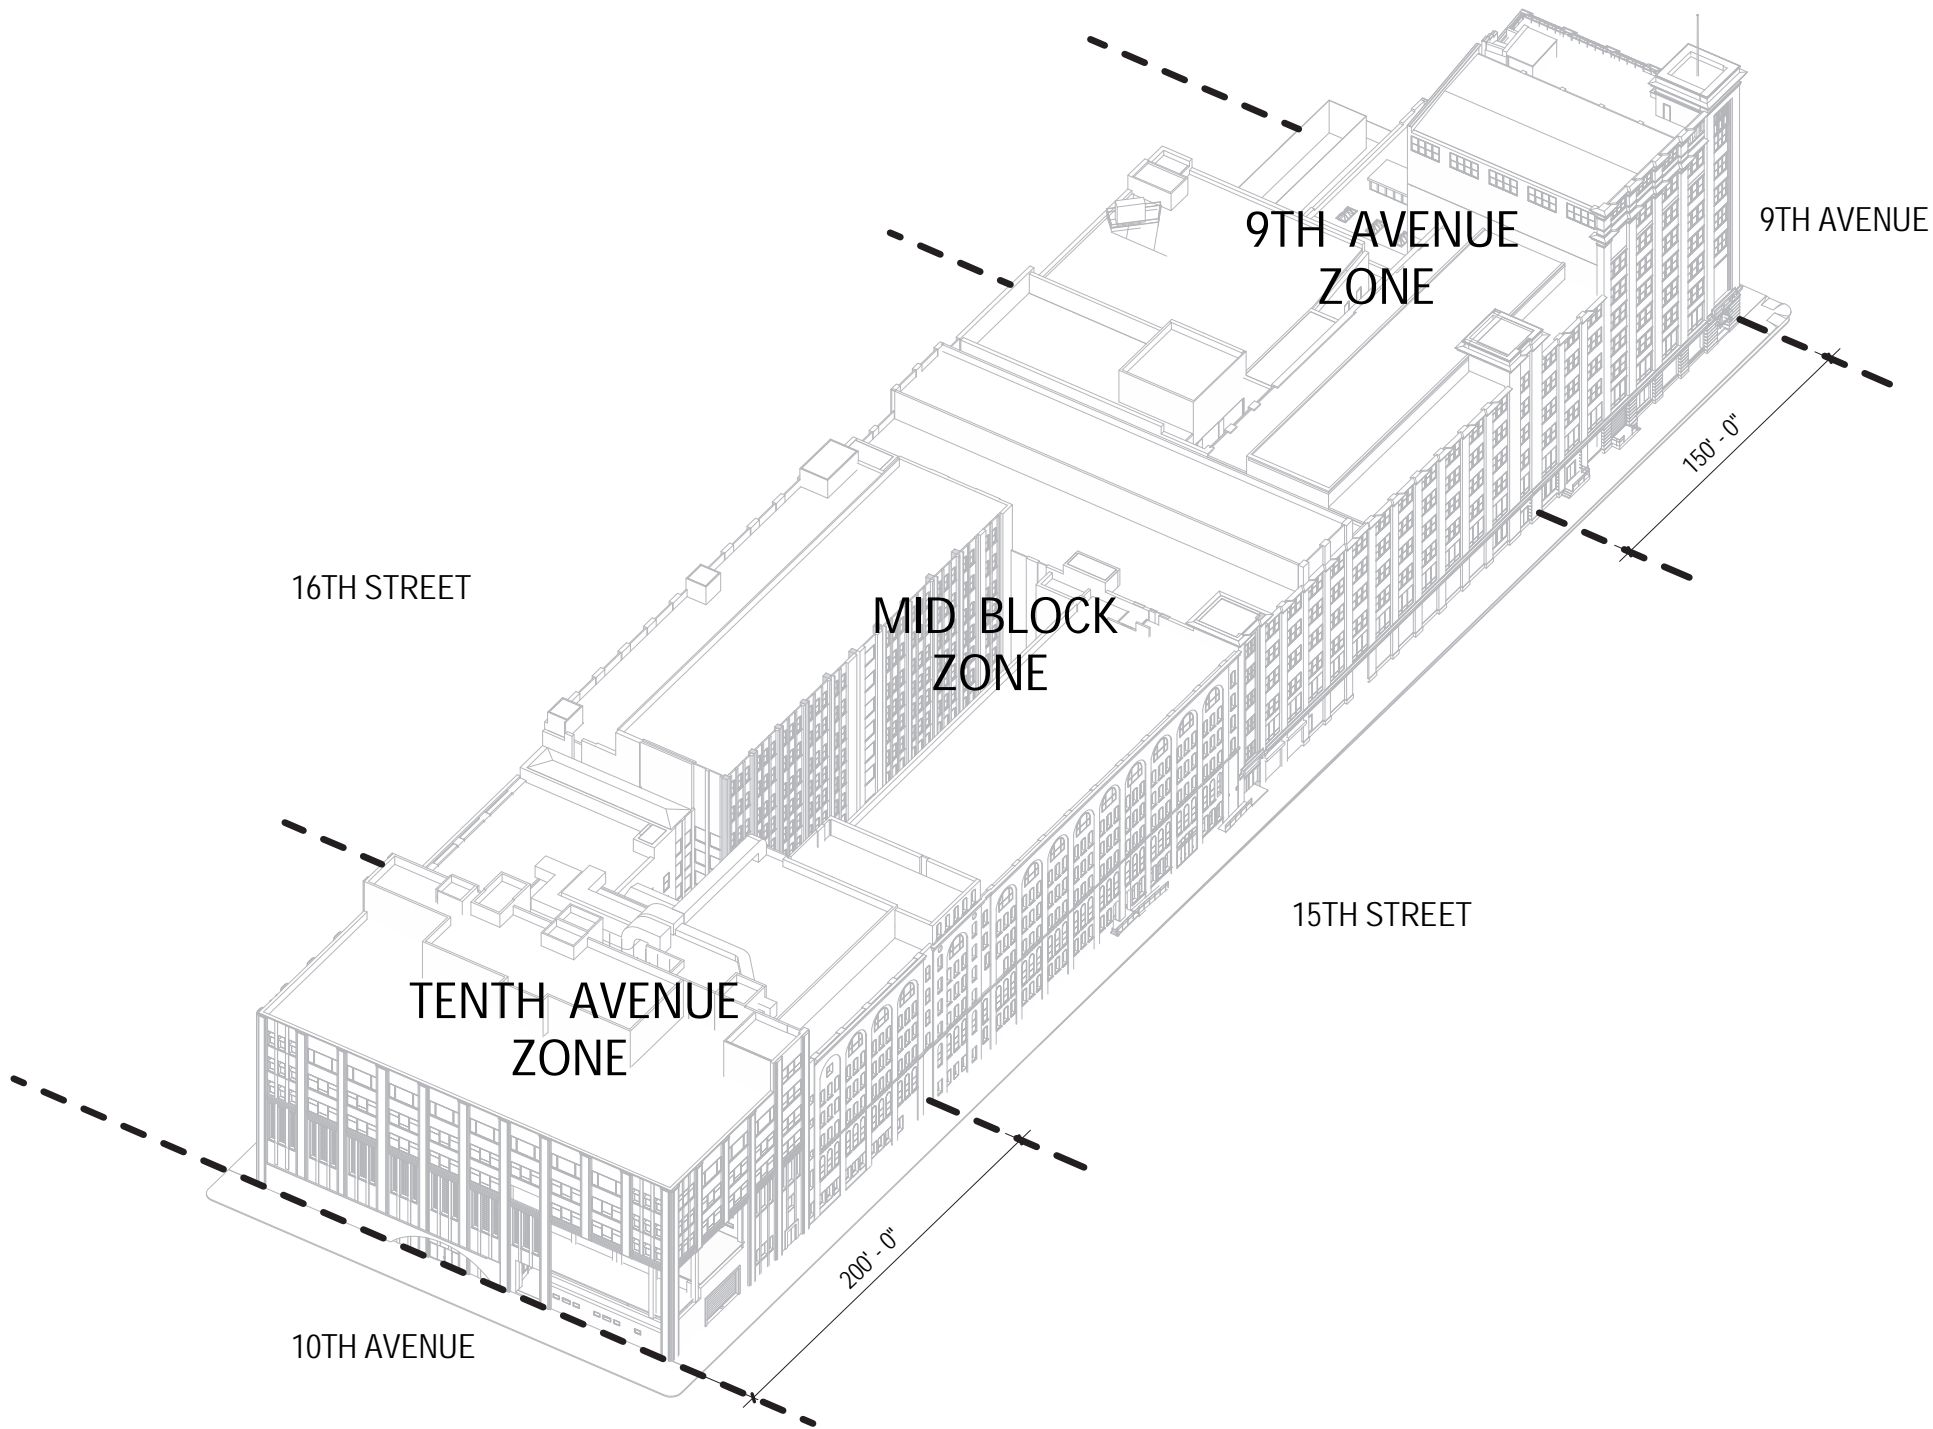 9TH AVENUE
ZONE
9TH AVENUE
150' - 0"
16TH STREET
MID BLOCK
ZONE
15TH STREET
TENTH AVENUE
ZONE
200' - 0"
10TH AVENUE